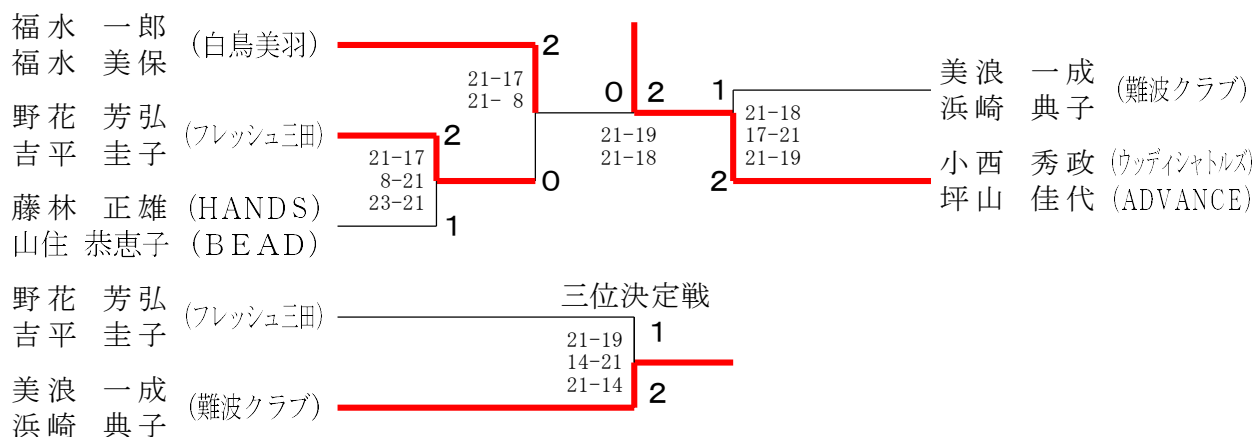 福水 一郎
福水 美保
(白鳥美羽)
2
21-17
21- 8
野花 芳弘
吉平 圭子
(フレッシュ三田)
2
21-17
8-21
23-21
0
藤林 正雄 (HANDS)
山住 恭恵子 (BEAD)
1
0 2
21-19
21-18
1
21-18
17-21
21-19
2
美浪 一成
浜崎 典子
(難波クラブ)
小西 秀政 (ウッディシャトルズ)
坪山 佳代 (ADVANCE)
三位決定戦
野花 芳弘
吉平 圭子
(フレッシュ三田)
1
21-19
14-21
21-14
2
美浪 一成
浜崎 典子
(難波クラブ)